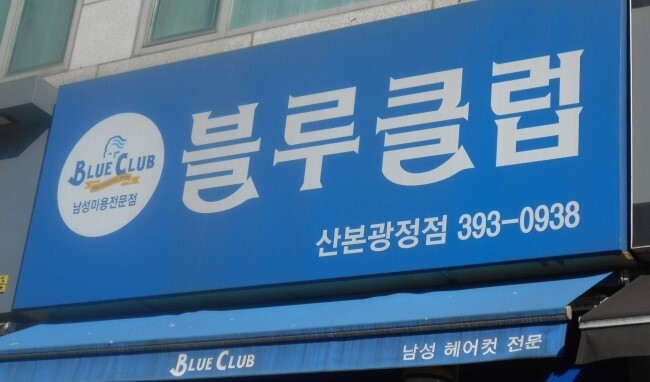 블루클럽
BLUE CLUB
남성미용전문점
산본광정점 393-0938
BLUE CLUB
남성 헤어컷 전문